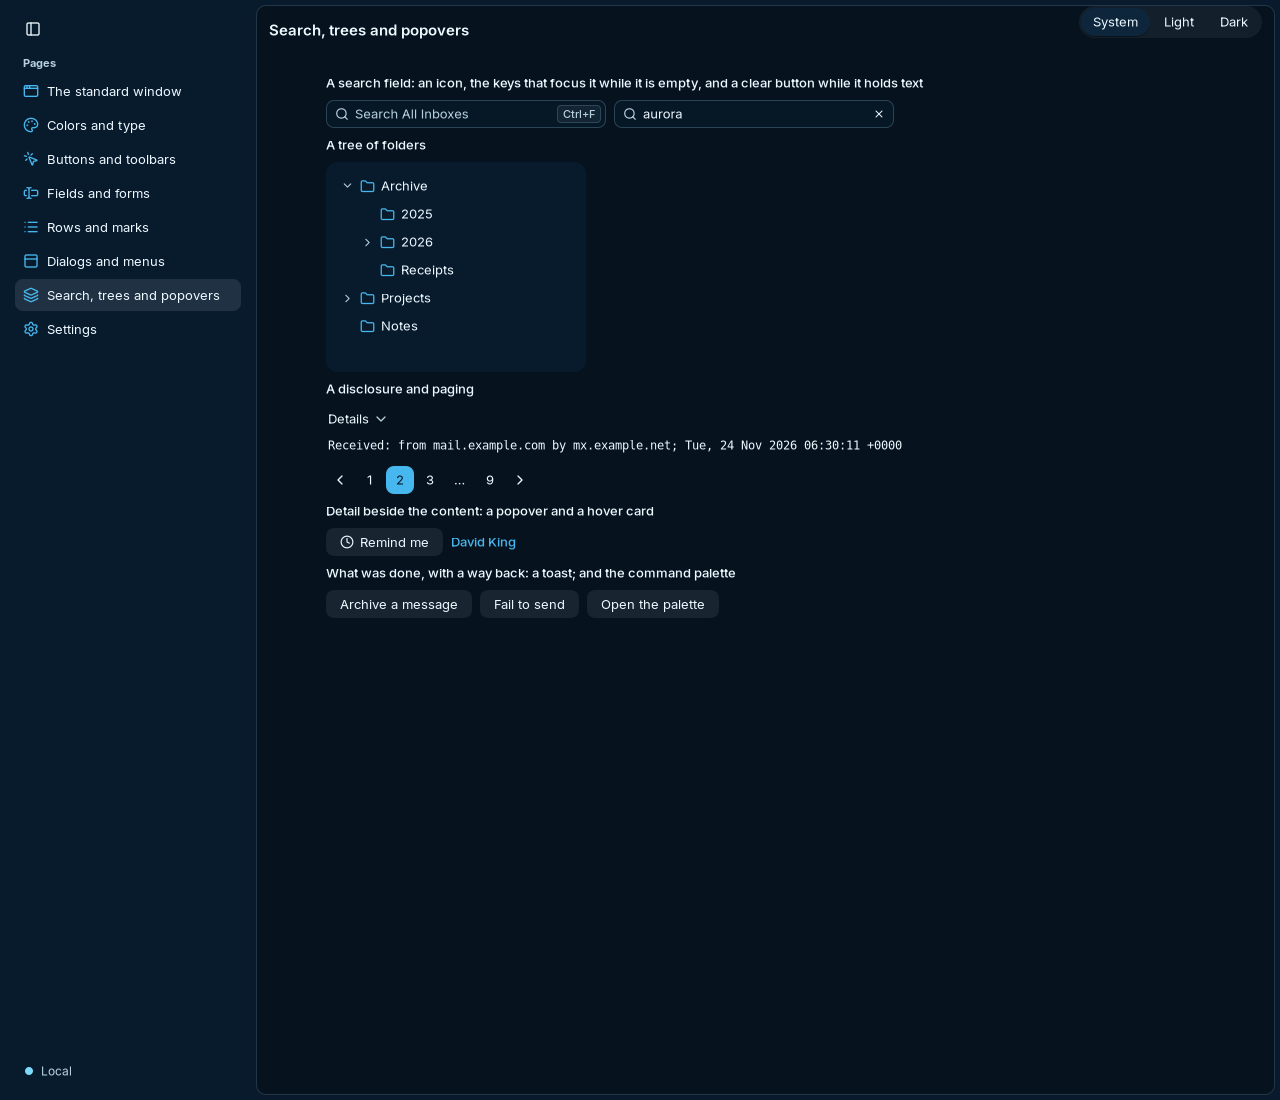 Search, trees and popovers
System
Light
Dark
Pages
The standard window
Colors and type
Buttons and toolbars
Fields and forms
Rows and marks
Dialogs and menus
Search, trees and popovers
Settings
Local
A search field: an icon, the keys that focus it while it is empty, and a clear button while it holds text
Search All Inboxes
Ctrl+F
aurora
A tree of folders
Archive
2025
2026
Receipts
Projects
Notes
A disclosure and paging
Details
Received: from mail.example.com by mx.example.net; Tue, 24 Nov 2026 06:30:11 +0000
1 2 3 … 9
Detail beside the content: a popover and a hover card
Remind me
David King
What was done, with a way back: a toast; and the command palette
Archive a message
Fail to send
Open the palette